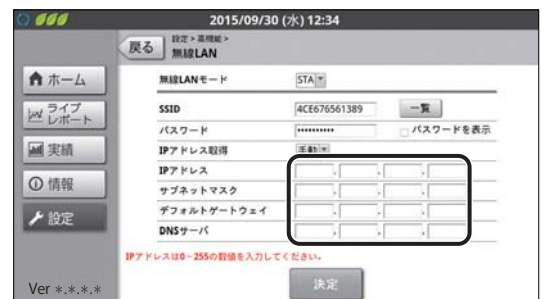 2015/09/30 (水) 12:34
戻る
設定 > 高機能 >
無線LAN
ホーム
ライブ
レポート
実績
情報
設定
Ver *.*.*.*
無線LANモード STA
SSID 4CE676561389 一覧
パスワード ********** パスワードを表示
IPアドレス取得 手動
IPアドレス . . .
サブネットマスク . . .
デフォルトゲートウェイ . . .
DNSサーバ . . .
IPアドレスは0 - 255の数値を入力してください。
決定